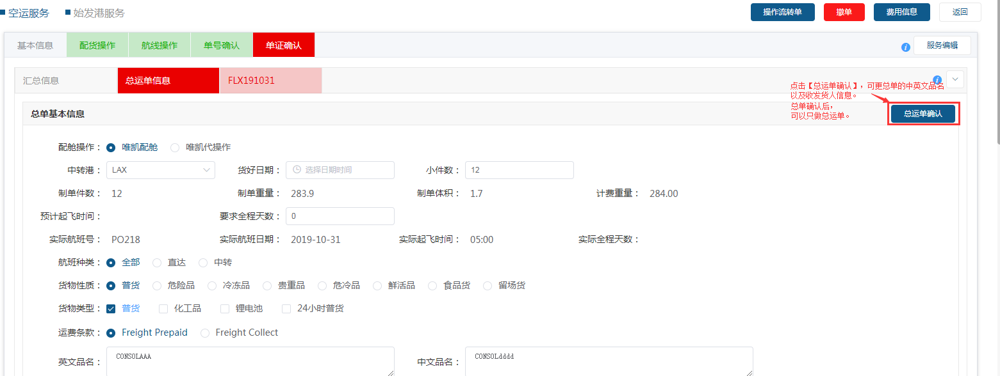 空运服务 始发港服务 操作流转单 撤单 费用信息 返回
基本信息 配货操作 航线操作 单号确认 单证确认 服务编辑
汇总信息 总运单信息 FLX191031
点击【总运单确认】，可更总单的中英文品名
以及收发货人信息。
总单确认后，
可以只做总运单。
总单基本信息 总运单确认
配舱操作： 唯凯配舱 唯凯代操作
中转港： LAX 货好日期： 选择日期时间 小件数： 12
制单件数： 12 制单重量： 283.9 制单体积： 1.7 计费重量： 284.00
预计起飞时间： 要求全程天数： 0
实际航班号： PO218 实际航班日期： 2019-10-31 实际起飞时间： 05:00 实际全程天数：
航班种类： 全部 直达 中转
货物性质： 普货 危险品 冷冻品 贵重品 危冷品 鲜活品 食品货 留场货
货物类型： 普货 化工品 锂电池 24小时普货
运费条款： Freight Prepaid Freight Collect
英文品名： CONSOLAAA 中文品名： CONSOLdddd